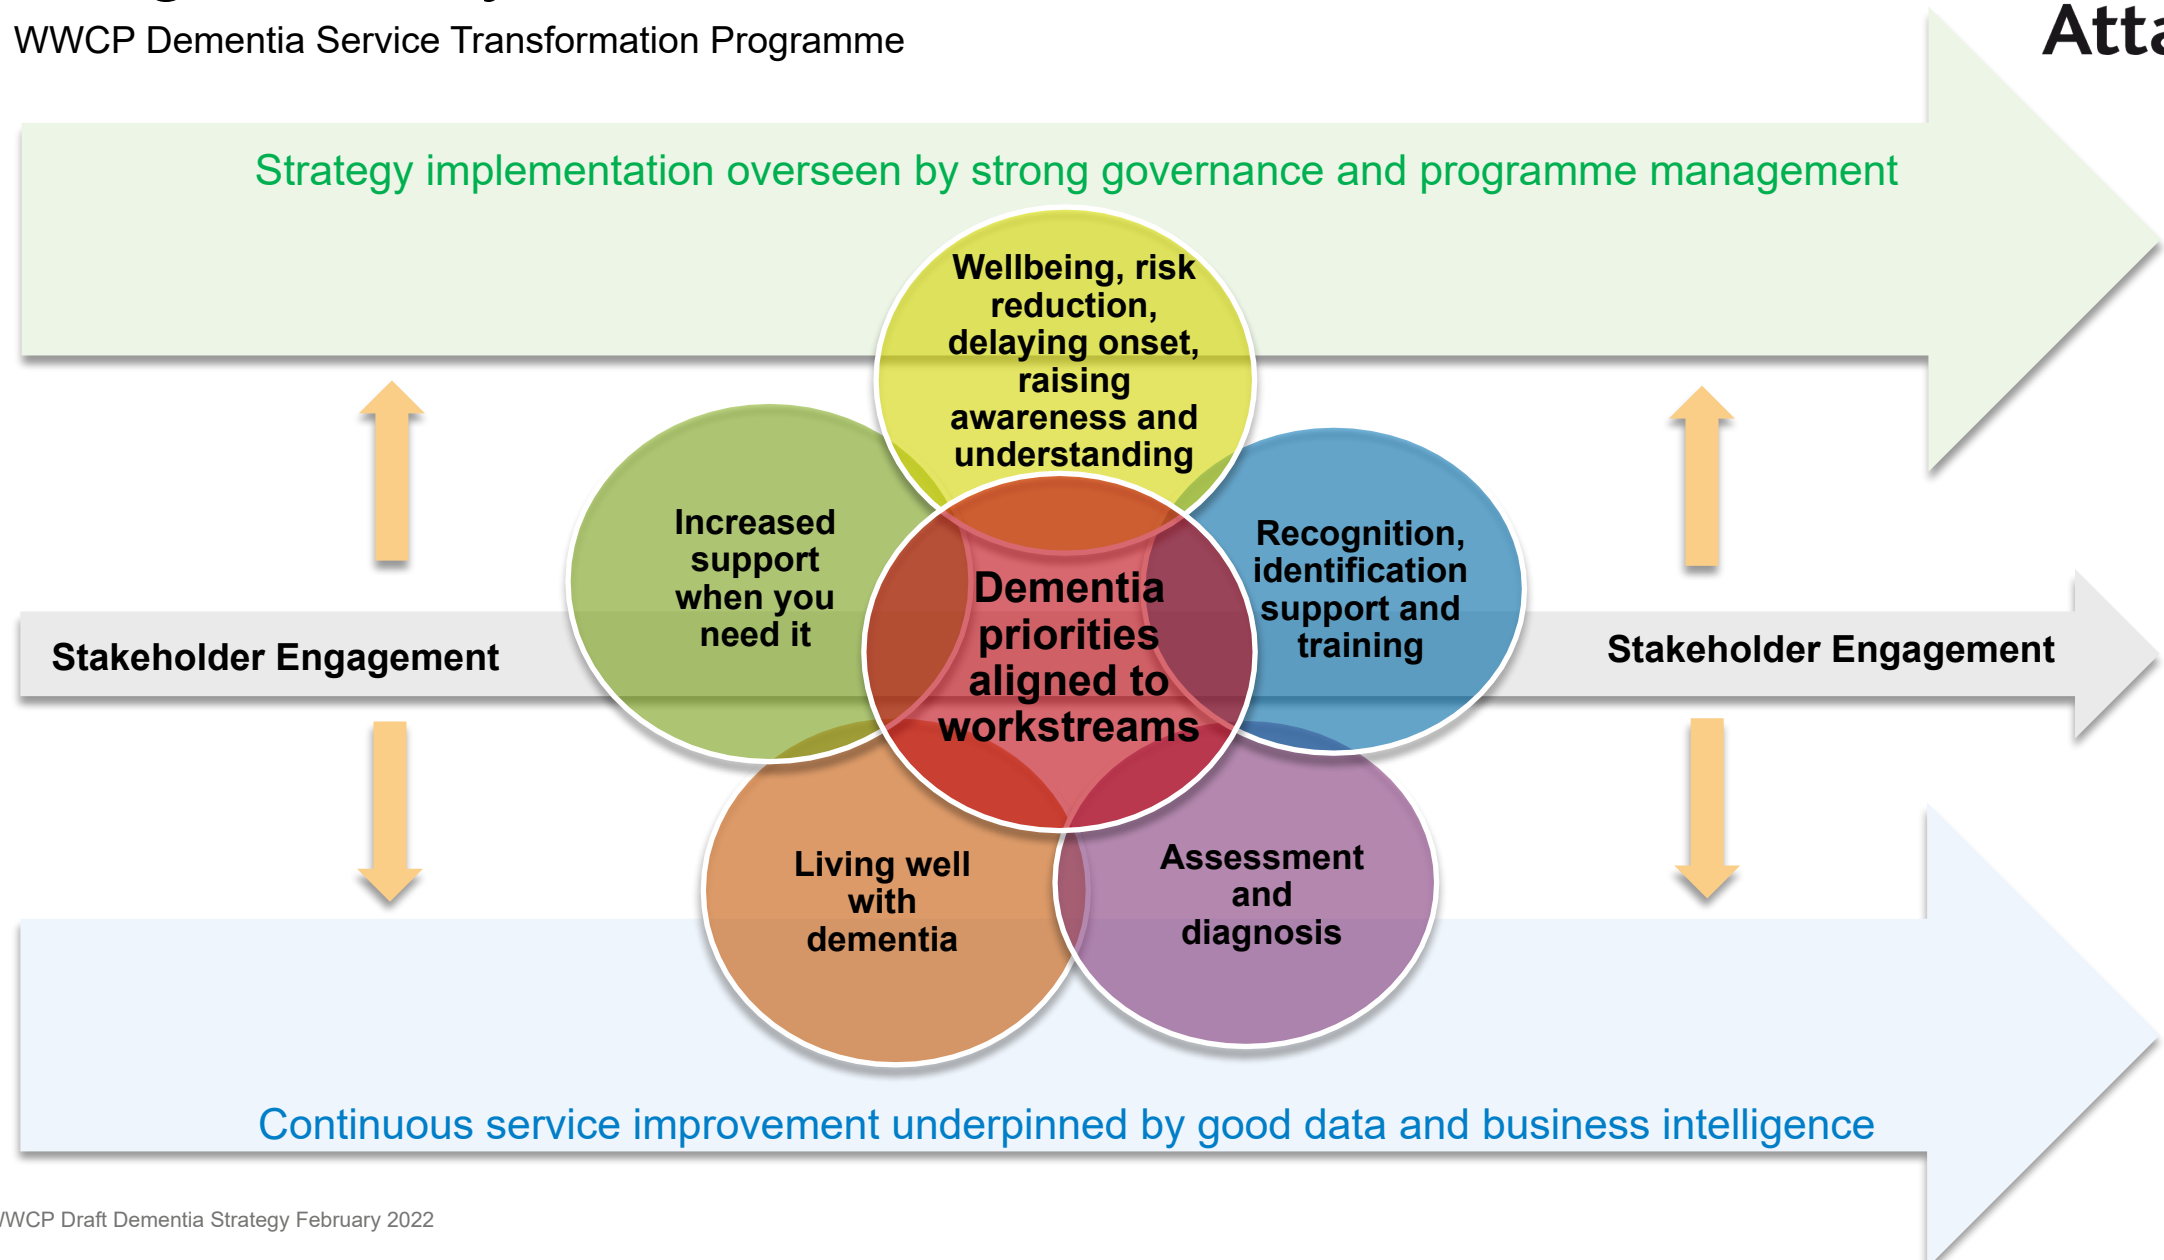 WWCP Dementia Service Transformation Programme
Strategy implementation overseen by strong governance and programme management
Wellbeing, risk
reduction,
delaying onset,
raising
awareness and
understanding
Increased
support
when you
need it
Recognition,
identification
support and
training
Dementia
priorities
aligned to
workstreams
Stakeholder Engagement
Stakeholder Engagement
Living well
with
dementia
Assessment
and
diagnosis
Continuous service improvement underpinned by good data and business intelligence
WWCP Draft Dementia Strategy February 2022